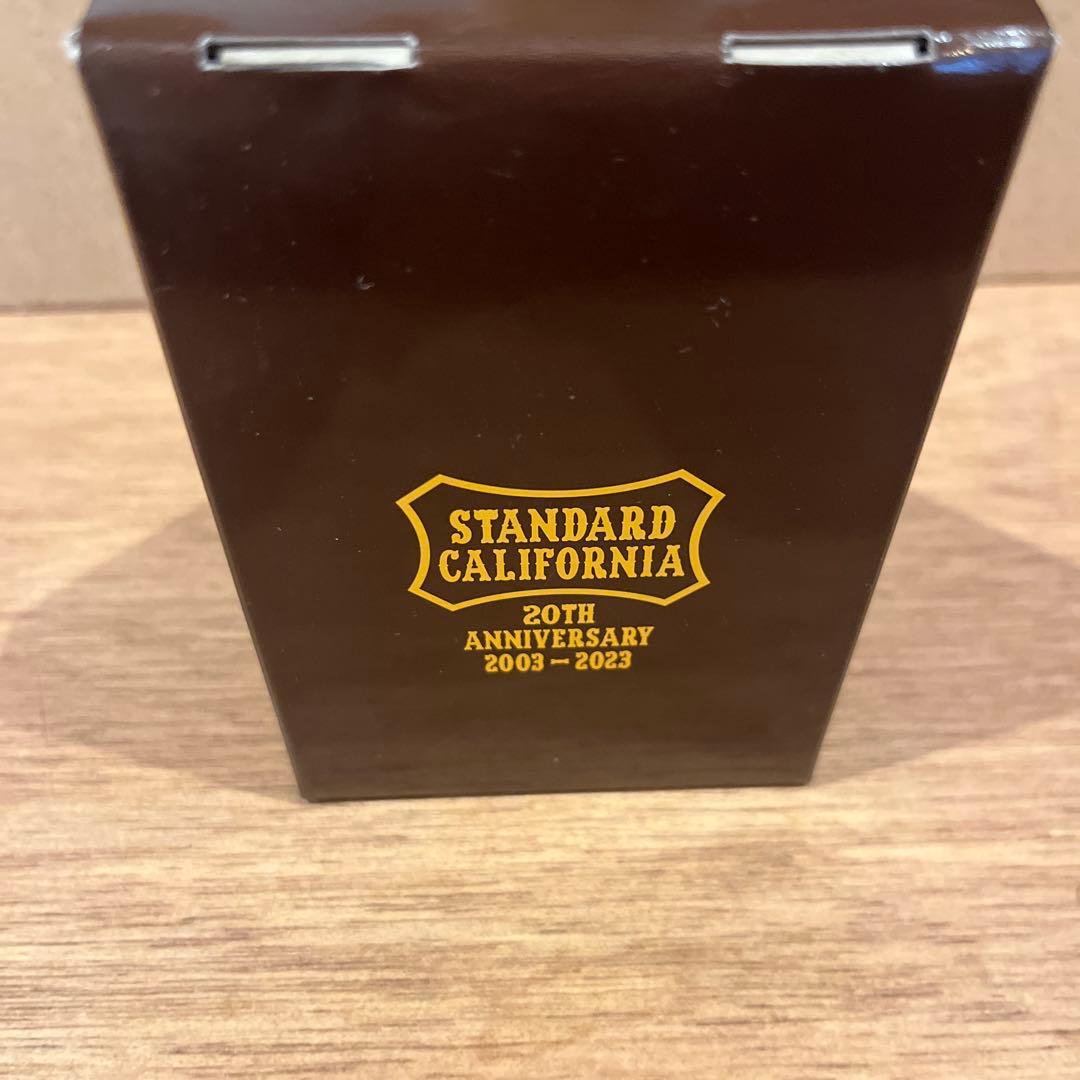 STANDARD
CALIFORNIA
20TH
ANNIVERSARY
2003-2023